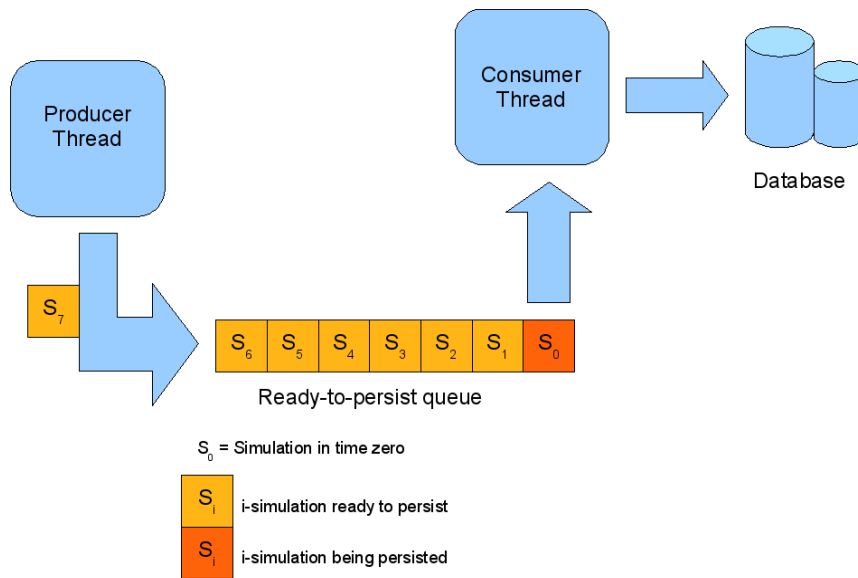 Producer
Thread
Consumer
Thread
Database
S₇
S₆ S₅ S₄ S₃ S₂ S₁ S₀
Ready-to-persist queue
S₀ = Simulation in time zero
Sᵢ i-simulation ready to persist
Sᵢ i-simulation being persisted